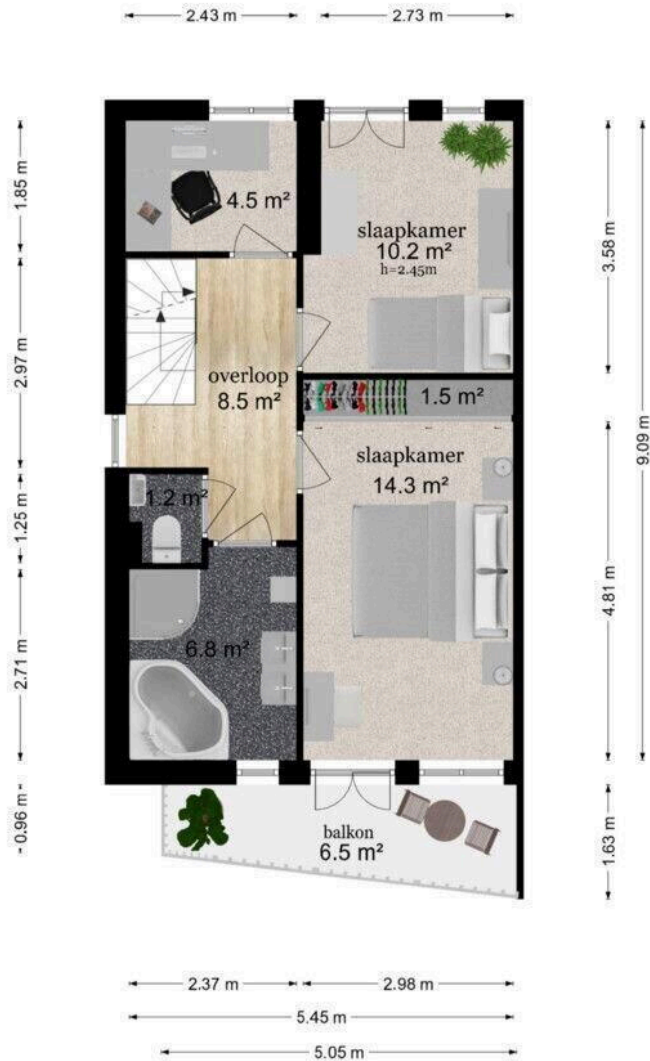 2.43 m
2.73 m
1.85 m
4.5 m²
slaapkamer
10.2 m²
h=2.45m
3.58 m
2.97 m
overloop
8.5 m²
1.5 m²
9.09 m
slaapkamer
14.3 m²
1.25 m
1.2 m²
4.81 m
2.71 m
6.8 m²
0.96 m
balkon
6.5 m²
1.63 m
2.37 m
2.98 m
5.45 m
5.05 m